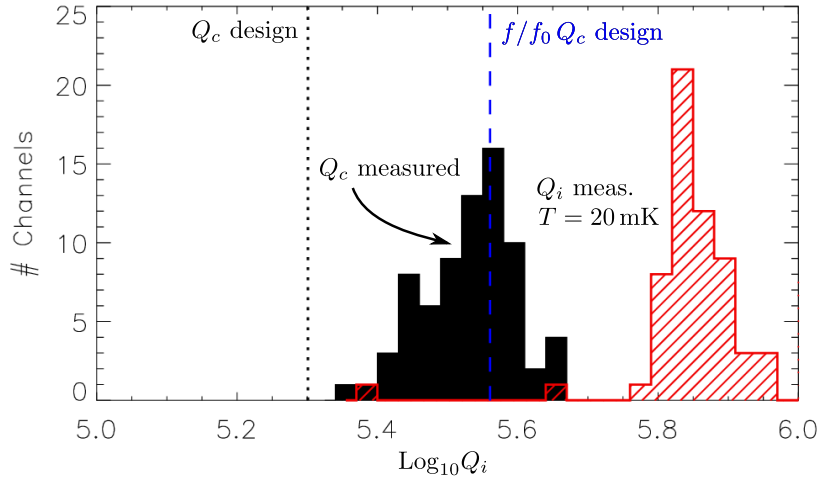 25
20
15
10
5
0
# Channels
Q_c design
f/f_0 Q_c design
Q_c measured
Q_i meas.
T = 20 mK
5.0 5.2 5.4 5.6 5.8 6.0
Log_10 Q_i